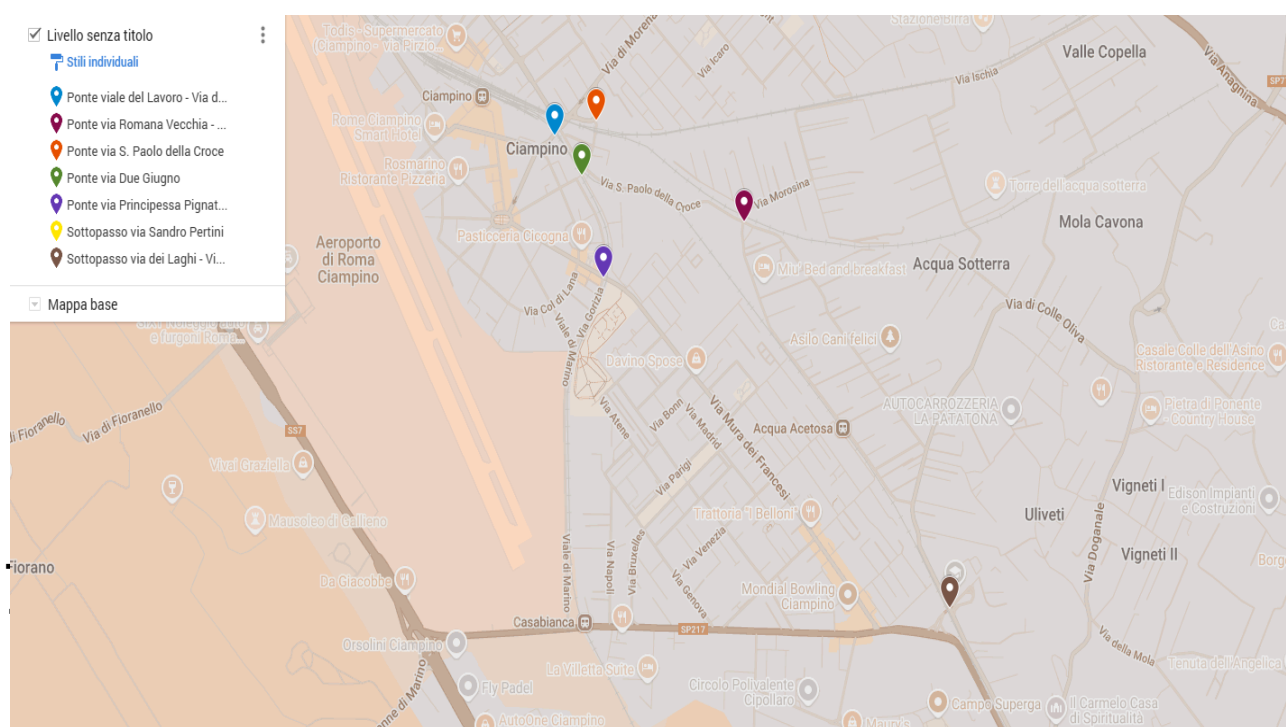 Livello senza titolo
Stili individuali
Ponte viale del Lavoro - Via d...
Ponte via Romana Vecchia - ...
Ponte via S. Paolo della Croce
Ponte via Due Giugno
Ponte via Principessa Pignat...
Sottopasso via Sandro Pertini
Sottopasso via dei Laghi - Vi...
Mappa base
Todis - Supermercato
(Ciampino - via Pirzio...
Via di Morena
Via Icaro
Stazione Birra
Valle Copella
Via Anagnina
SP7
Via Ischia
Ciampino
Rome Ciampino
Smart Hotel
Ciampino
Rosmarino
Ristorante Pizzeria
Via S. Paolo della Croce
Via Morosina
Torre dell'acqua sotterra
Mola Cavona
Pasticceria Cicogna
Aeroporto
di Roma
Ciampino
Miu' Bed and breakfast
Acqua Sotterra
Via Col di Lana
Via Gorizia
Viale di Marino
Via di Colle Oliva
e furgoni Roma...
Asilo Cani felici
Davino Spose
Casale Colle dell'Asino
Ristorante e Residence
Via di Fioranello
di Fioranello
SS7
Via Atene
Via Bonn
Via Madrid
Via Mura dei Francesi
Acqua Acetosa
AUTOCARROZZERIA
LA PATATONA
Pietra di Ponente
- Country House
Vivai Graziella
Via Parigi
Vigneti I
Edison Impianti
e Costruzioni
Mausoleo di Gallieno
Trattoria "I Belloni"
Uliveti
Via Doganale
Vigneti II
Fiorano
Viale di Marino
Via Napoli
Via Bruxelles
Via Venezia
Via Genova
Borg
Da Giacobbe
Mondial Bowling
Ciampino
Casabianca
SP217
Orsolini Ciampino
La Villetta Suite
Via della Mola
Tenuta dell'Angelica
Fly Padel
Circolo Polivalente
Cipollaro
Campo Superga
Il Carmelo Casa
di Spiritualità
nne di Marino
AutoOne Ciampino
Maury's